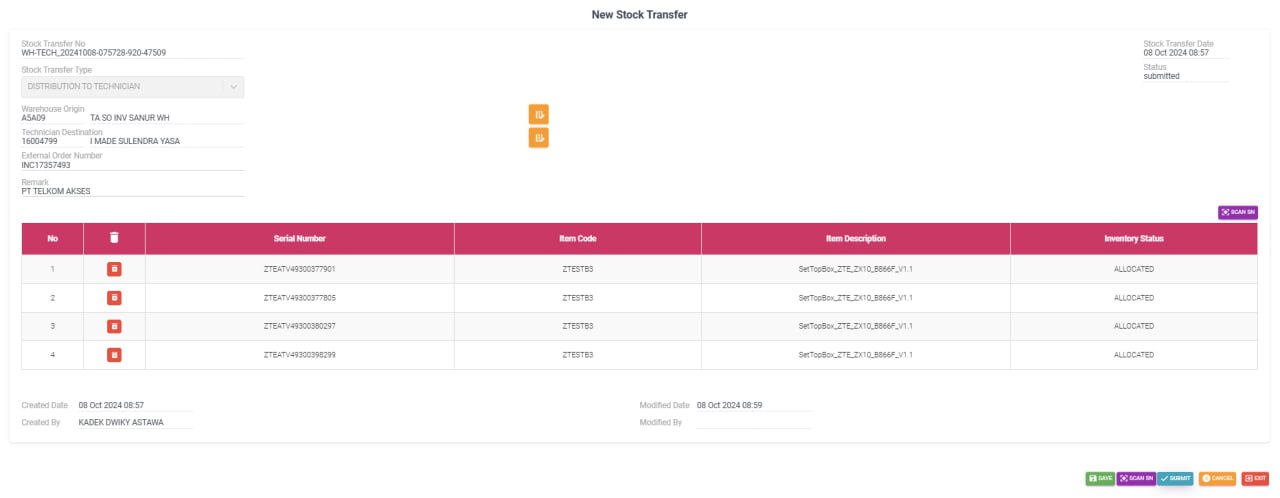 New Stock Transfer
Stock Transfer No
WH-TECH_20241008-075728-920-47509
Stock Transfer Date
08 Oct 2024 08:57
Stock Transfer Type
DISTRIBUTION TO TECHNICIAN
Status
submitted
Warehouse Origin
A5A09 TA SO INV SANUR WH
Technician Destination
16004799 I MADE SULENDRA YASA
External Order Number
INC17357493
Remark
PT TELKOM AKSES
SCAN SN
No Serial Number Item Code Item Description Inventory Status
1 ZTEATV49300377901 ZTESTB3 SetTopBox_ZTE_ZX10_B866F_V1.1 ALLOCATED
2 ZTEATV49300377805 ZTESTB3 SetTopBox_ZTE_ZX10_B866F_V1.1 ALLOCATED
3 ZTEATV49300380297 ZTESTB3 SetTopBox_ZTE_ZX10_B866F_V1.1 ALLOCATED
4 ZTEATV49300398299 ZTESTB3 SetTopBox_ZTE_ZX10_B866F_V1.1 ALLOCATED
Created Date 08 Oct 2024 08:57 Modified Date 08 Oct 2024 08:59
Created By KADEK DWIKY ASTAWA Modified By
SAVE SCAN SN SUBMIT CANCEL EXIT